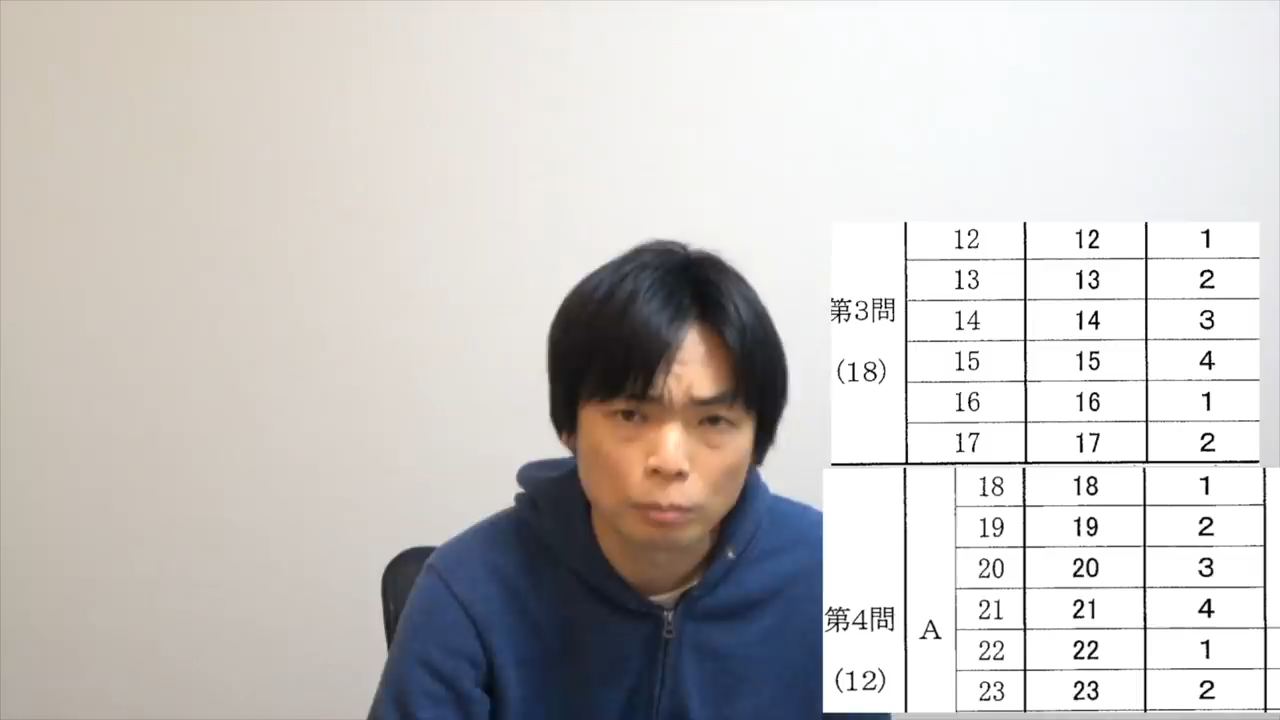 12 12 1
13 13 2
第3問 14 14 3
(18) 15 15 4
16 16 1
17 17 2
18 18 1
19 19 2
20 20 3
第4問 A 21 21 4
22 22 1
(12) 23 23 2